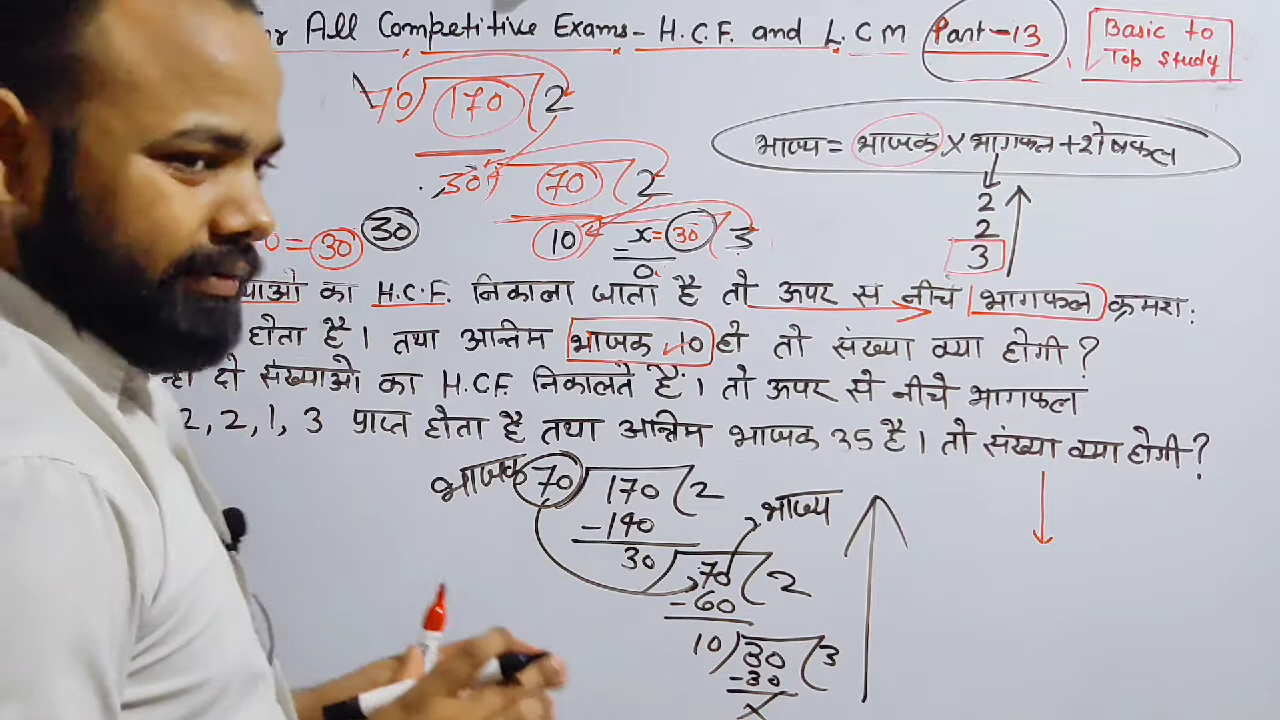 For All Competitive Exams - H.C.F. and L.C.M Part-13
Basic to
Top Study
70 170 2
30 70 2
10 x=30 3
0
भाज्य = भाजक x भागफल + शेषफल
2
2
3
0 = 30 30
का H.C.F. निकाला जाता है तो ऊपर से नीचे भागफल क्रमश:
होता है। तथा अन्तिम भाजक 10 हो तो संख्या क्या होगी?
दो संख्याओ का H.C.F. निकालते हैं। तो ऊपर से नीचे भागफल
2, 2, 1, 3 प्राप्त होता है तथा अन्तिम भाजक 35 है। तो संख्या क्या होगी?
भाजक 70 170 2
-140 भाज्य
30 70 2
-60
10 30 3
-30
x